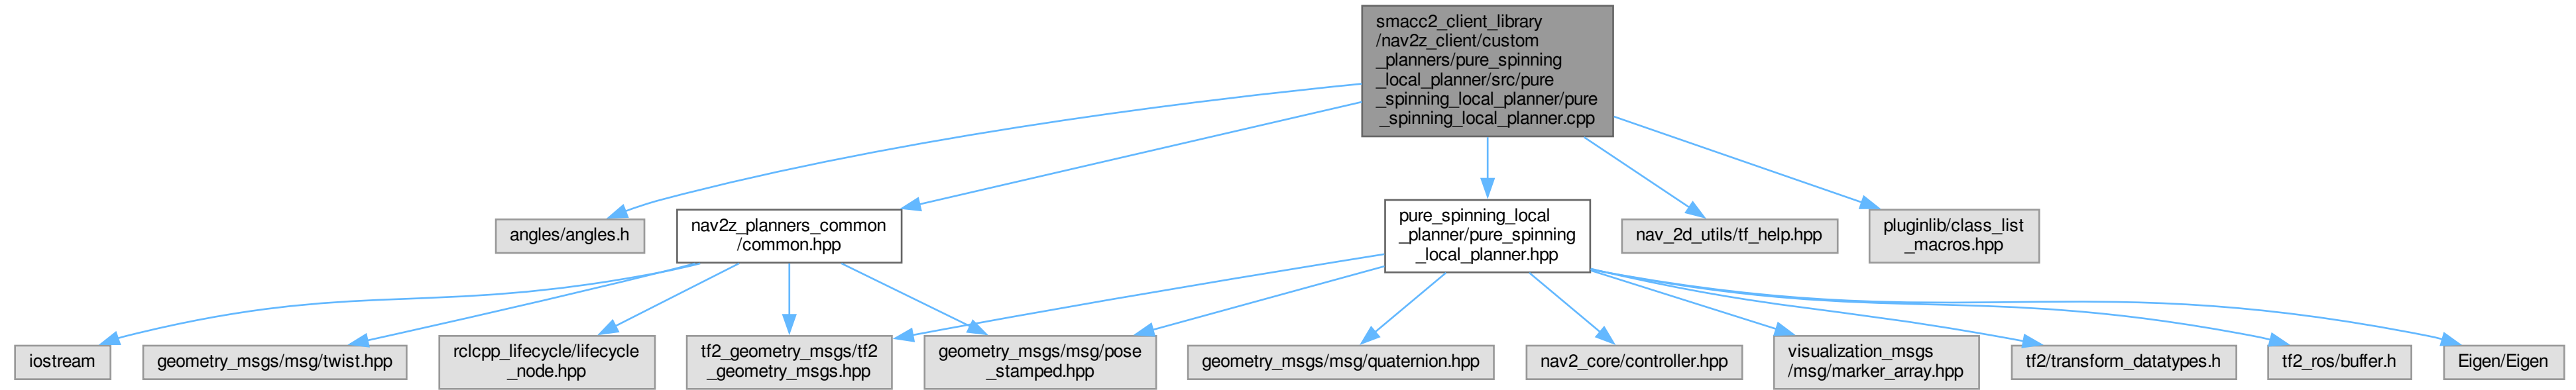 smacc2_client_library
/nav2z_client/custom
_planners/pure_spinning
_local_planner/src/pure
_spinning_local_planner/pure
_spinning_local_planner.cpp
angles/angles.h
nav2z_planners_common
/common.hpp
pure_spinning_local
_planner/pure_spinning
_local_planner.hpp
nav_2d_utils/tf_help.hpp
pluginlib/class_list
_macros.hpp
iostream
geometry_msgs/msg/twist.hpp
rclcpp_lifecycle/lifecycle
_node.hpp
tf2_geometry_msgs/tf2
_geometry_msgs.hpp
geometry_msgs/msg/pose
_stamped.hpp
geometry_msgs/msg/quaternion.hpp
nav2_core/controller.hpp
visualization_msgs
/msg/marker_array.hpp
tf2/transform_datatypes.h
tf2_ros/buffer.h
Eigen/Eigen